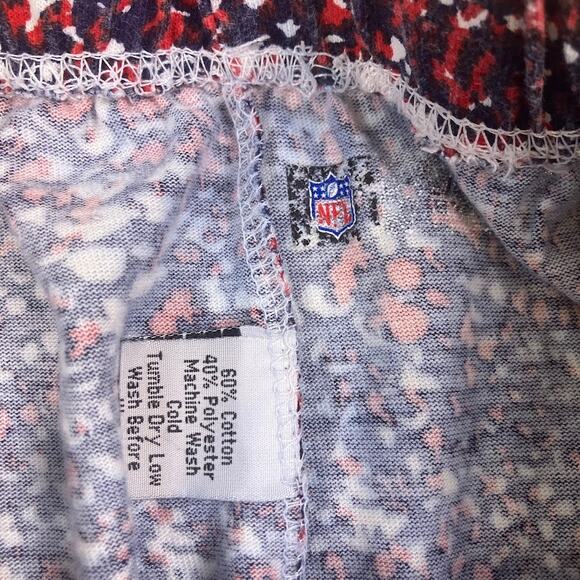 NFL
60% Cotton
40% Polyester
Machine Wash
Cold
Tumble Dry Low
Wash Before